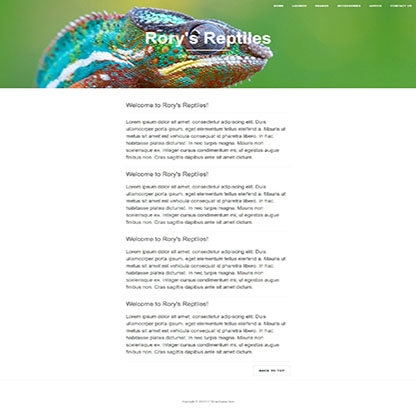 HOME LIZARDS SNAKES ACCESSORIES ADVICE CONTACT US
Rory's Reptiles
Welcome to Rory's Reptiles!
Lorem ipsum dolor sit amet, consectetur adipiscing elit. Duis
ullamcorper porta ipsum, eget elementum tellus eleifend a. Mauris ut
metus sit amet est vehicula consequat id pharetra libero. In hac
habitasse platea dictumst. In nec turpis magna. Mauris non
scelerisque ex. Integer cursus condimentum mi, ut egestas augue
finibus non. Cras sagittis dapibus ante sit amet dictum.
Welcome to Rory's Reptiles!
Lorem ipsum dolor sit amet, consectetur adipiscing elit. Duis
ullamcorper porta ipsum, eget elementum tellus eleifend a. Mauris ut
metus sit amet est vehicula consequat id pharetra libero. In hac
habitasse platea dictumst. In nec turpis magna. Mauris non
scelerisque ex. Integer cursus condimentum mi, ut egestas augue
finibus non. Cras sagittis dapibus ante sit amet dictum.
Welcome to Rory's Reptiles!
Lorem ipsum dolor sit amet, consectetur adipiscing elit. Duis
ullamcorper porta ipsum, eget elementum tellus eleifend a. Mauris ut
metus sit amet est vehicula consequat id pharetra libero. In hac
habitasse platea dictumst. In nec turpis magna. Mauris non
scelerisque ex. Integer cursus condimentum mi, ut egestas augue
finibus non. Cras sagittis dapibus ante sit amet dictum.
Welcome to Rory's Reptiles!
Lorem ipsum dolor sit amet, consectetur adipiscing elit. Duis
ullamcorper porta ipsum, eget elementum tellus eleifend a. Mauris ut
metus sit amet est vehicula consequat id pharetra libero. In hac
habitasse platea dictumst. In nec turpis magna. Mauris non
scelerisque ex. Integer cursus condimentum mi, ut egestas augue
finibus non. Cras sagittis dapibus ante sit amet dictum.
BACK TO TOP
Copyright ©